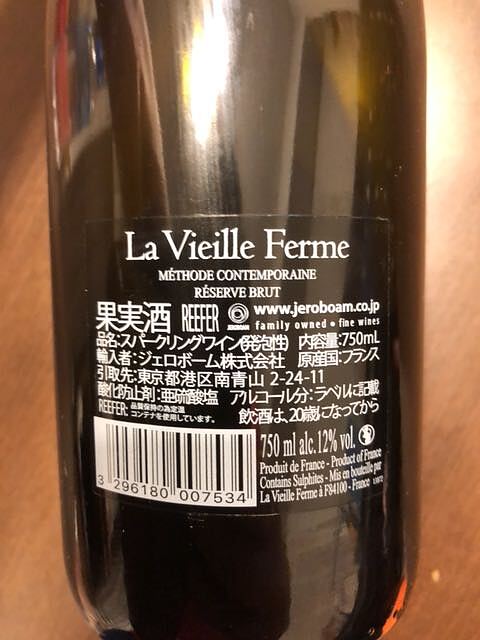 La Vieille Ferme
MÉTHODE CONTEMPORAINE
RÉSERVE BRUT
果実酒 REEFER JEROBOAM www.jeroboam.co.jp
family owned • fine wines
品名:スパークリングワイン(発泡性) 内容量:750mL
輸入者:ジェロボーム株式会社 原産国:フランス
引取先:東京都港区南青山 2-24-11
酸化防止剤:亜硫酸塩 アルコール分:ラベルに記載
REEFER: 品質保持の為定温
コンテナを使用しています。
飲酒は、20歳になってから
750 ml alc.12% vol.
Produit de France - Product of France
Contains Sulphites - Mis en bouteille par
La Vieille Ferme à F84100 - France
3 296180 007534